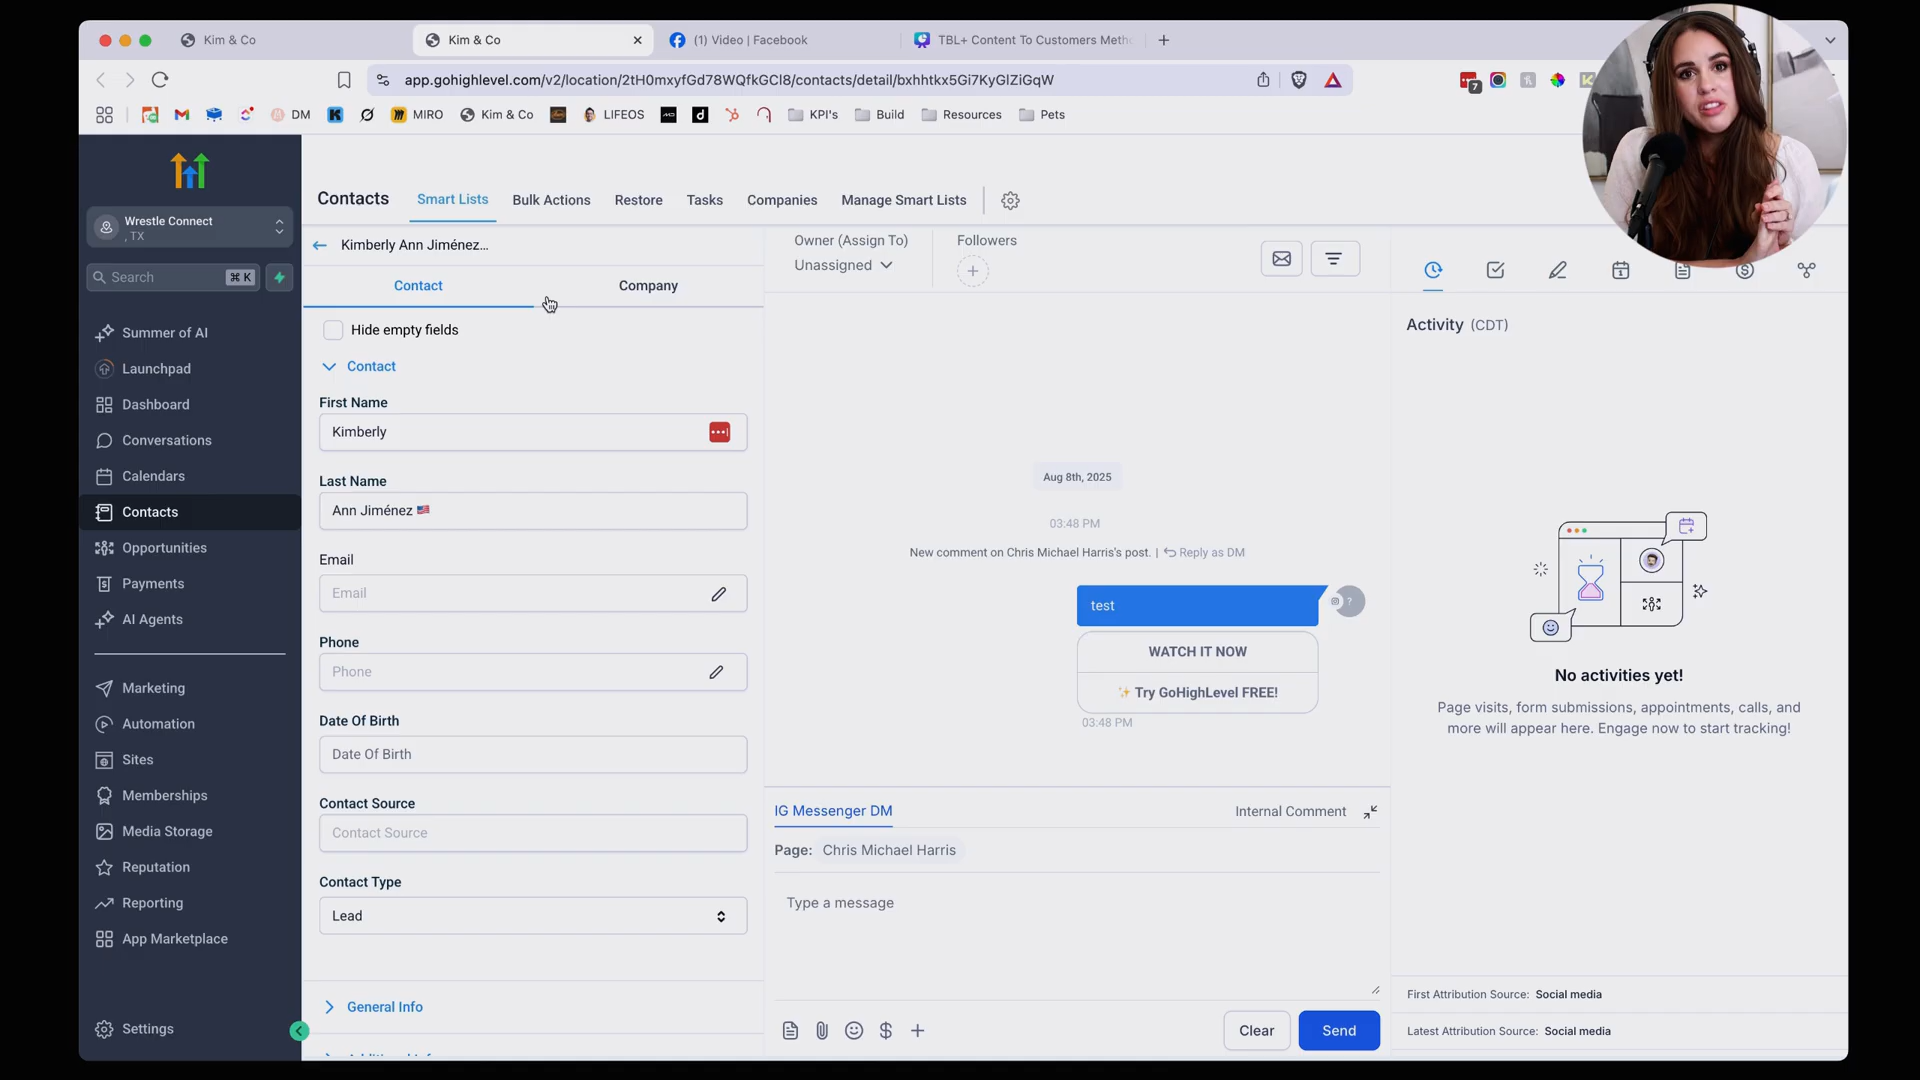 Kim & Co
Kim & Co
(1) Video | Facebook
TBL+ Content To Customers Meth
app.gohighlevel.com/v2/location/2tH0mxyfGd78WQfkGCl8/contacts/detail/bxhhtkx5Gi7KyGlZiGqW
7
DM
MIRO
Kim & Co
LIFEOS
KPI's
Build
Resources
Pets
Wrestle Connect
, TX
Search
⌘ K
Summer of AI
Launchpad
Dashboard
Conversations
Calendars
Contacts
Opportunities
Payments
AI Agents
Marketing
Automation
Sites
Memberships
Media Storage
Reputation
Reporting
App Marketplace
Settings
Contacts
Smart Lists
Bulk Actions
Restore
Tasks
Companies
Manage Smart Lists
Kimberly Ann Jiménez...
Contact
Company
Hide empty fields
Contact
First Name
Kimberly
Last Name
Ann Jiménez 🇺🇸
Email
Email
Phone
Phone
Date Of Birth
Date Of Birth
Contact Source
Contact Source
Contact Type
Lead
General Info
Owner (Assign To)
Unassigned
Followers
Aug 8th, 2025
03:48 PM
New comment on Chris Michael Harris's post. | Reply as DM
test
?
WATCH IT NOW
✨ Try GoHighLevel FREE!
03:48 PM
IG Messenger DM
Internal Comment
Page: Chris Michael Harris
Type a message
Clear
Send
Activity (CDT)
No activities yet!
Page visits, form submissions, appointments, calls, and
more will appear here. Engage now to start tracking!
First Attribution Source: Social media
Latest Attribution Source: Social media